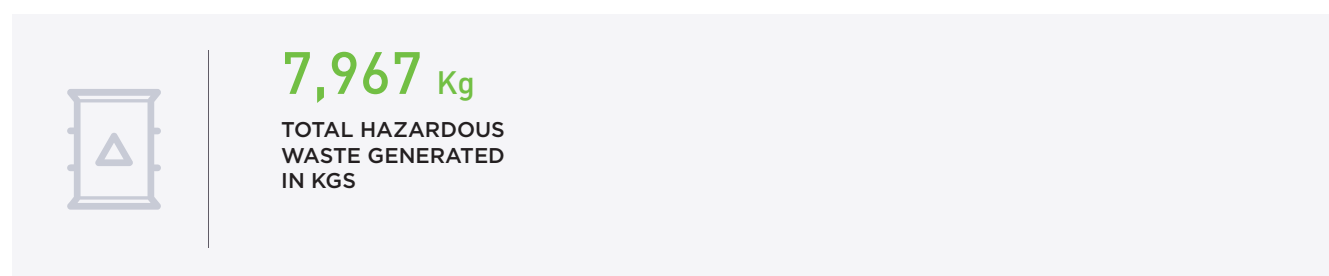 7,967 Kg
TOTAL HAZARDOUS
WASTE GENERATED
IN KGS